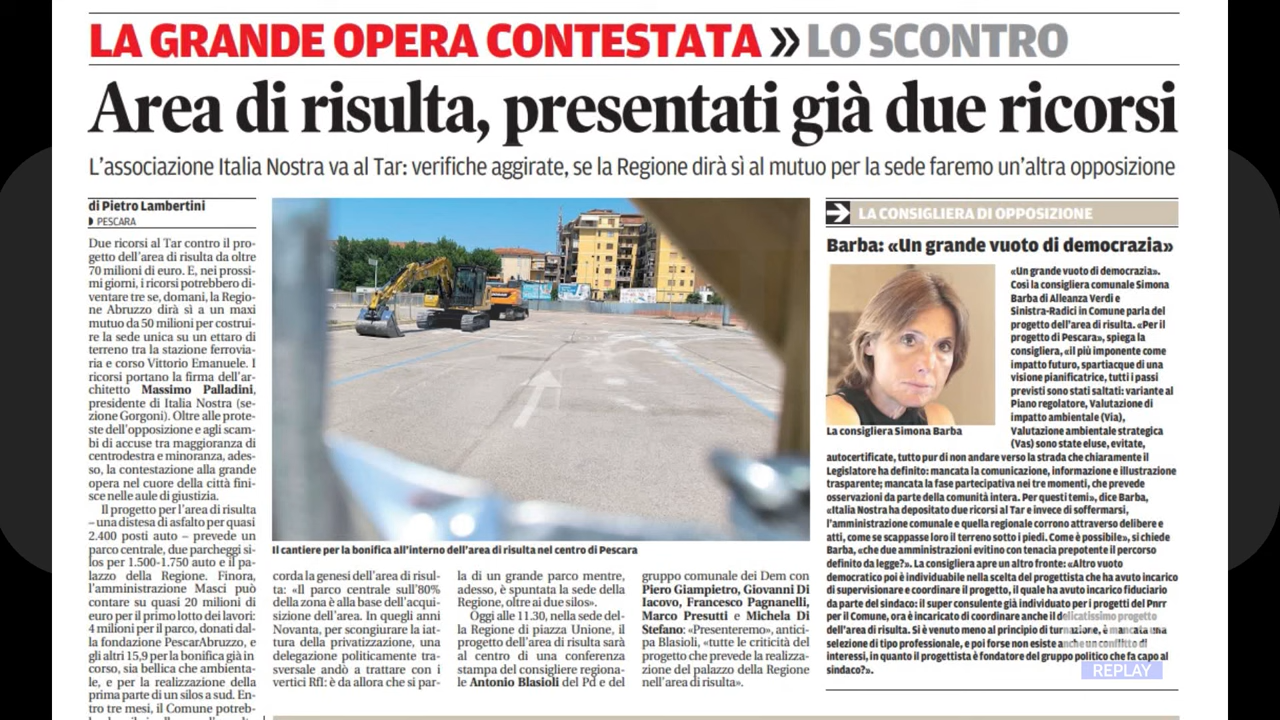 LA GRANDE OPERA CONTESTATA » LO SCONTRO
Area di risulta, presentati già due ricorsi
L'associazione Italia Nostra va al Tar: verifiche aggirate, se la Regione dirà sì al mutuo per la sede faremo un'altra opposizione
di Pietro Lambertini
PESCARA
Due ricorsi al Tar contro il pro-
getto dell'area di risulta da oltre
70 milioni di euro. E, nei prossi-
mi giorni, i ricorsi potrebbero di-
ventare tre se, domani, la Regio-
ne Abruzzo dirà sì a un maxi
mutuo da 50 milioni per costrui-
re la sede unica su un ettaro di
terreno tra la stazione ferrovia-
ria e corso Vittorio Emanuele. I
ricorsi portano la firma dell'ar-
chitetto Massimo Palladini,
presidente di Italia Nostra (se-
zione Gorgoni). Oltre alle prote-
ste dell'opposizione e agli scam-
bi di accuse tra maggioranza di
centrodestra e minoranza, ades-
so, la contestazione alla grande
opera nel cuore della città fini-
sce nelle aule di giustizia.
Il progetto per l'area di risulta
– una distesa di asfalto per quasi
2.400 posti auto – prevede un
parco centrale, due parcheggi si-
los per 1.500-1.750 auto e il pa-
lazzo della Regione. Finora,
l'amministrazione Masci può
contare su quasi 20 milioni di
euro per il primo lotto dei lavori:
4 milioni per il parco, donati dal-
la fondazione PescarAbruzzo, e
gli altri 15,9 per la bonifica già in
corso, sia bellica che ambienta-
le, e per la realizzazione della
prima parte di un silos a sud. En-
tro tre mesi, il Comune potreb-
Il cantiere per la bonifica all'interno dell'area di risulta nel centro di Pescara
corda la genesi dell'area di risul-
ta: «Il parco centrale sull'80%
della zona è alla base dell'acqui-
sizione dell'area. In quegli anni
Novanta, per scongiurare la iat-
tura della privatizzazione, una
delegazione politicamente tra-
sversale andò a trattare con i
vertici Rfi: è da allora che si par-
la di un grande parco mentre,
adesso, è spuntata la sede della
Regione, oltre ai due silos».
Oggi alle 11.30, nella sede del-
la Regione di piazza Unione, il
progetto dell'area di risulta sarà
al centro di una conferenza
stampa del consigliere regiona-
le Antonio Blasioli del Pd e del
gruppo comunale dei Dem con
Piero Giampietro, Giovanni Di
Iacovo, Francesco Pagnanelli,
Marco Presutti e Michela Di
Stefano: «Presenteremo», antici-
pa Blasioli, «tutte le criticità del
progetto che prevede la realizza-
zione del palazzo della Regione
nell'area di risulta».
LA CONSIGLIERA DI OPPOSIZIONE
Barba: «Un grande vuoto di democrazia»
La consigliera Simona Barba
«Un grande vuoto di democrazia».
Così la consigliera comunale Simona
Barba di Alleanza Verdi e
Sinistra-Radici in Comune parla del
progetto dell'area di risulta. «Per il
progetto di Pescara», spiega la
consigliera, «il più imponente come
impatto futuro, spartiacque di una
visione pianificatrice, tutti i passi
previsti sono stati saltati: variante al
Piano regolatore, Valutazione di
impatto ambientale (Via),
Valutazione ambientale strategica
(Vas) sono state eluse, evitate,
autocertificate, tutto pur di non andare verso la strada che chiaramente il
Legislatore ha definito: mancata la comunicazione, informazione e illustrazione
trasparente; mancata la fase partecipativa nei tre momenti, che prevede
osservazioni da parte della comunità intera. Per questi temi», dice Barba,
«Italia Nostra ha depositato due ricorsi al Tar e invece di soffermarsi,
l'amministrazione comunale e quella regionale corrono attraverso delibere e
atti, come se scappasse loro il terreno sotto i piedi. Come è possibile», si chiede
Barba, «che due amministrazioni evitino con tenacia prepotente il percorso
definito da legge?». La consigliera apre un altro fronte: «Altro vuoto
democratico poi è individuabile nella scelta del progettista che ha avuto incarico
di supervisionare e coordinare il progetto, il quale ha avuto incarico fiduciario
da parte del sindaco: il super consulente già individuato per i progetti del Pnrr
per il Comune, ora è incaricato di coordinare anche il delicatissimo progetto
dell'area di risulta. Si è venuto meno al principio di turnazione, è mancata una
selezione di tipo professionale, e poi forse non esiste anche un conflitto di
interessi, in quanto il progettista è fondatore del gruppo politico che fa capo al
sindaco?».
REPLAY